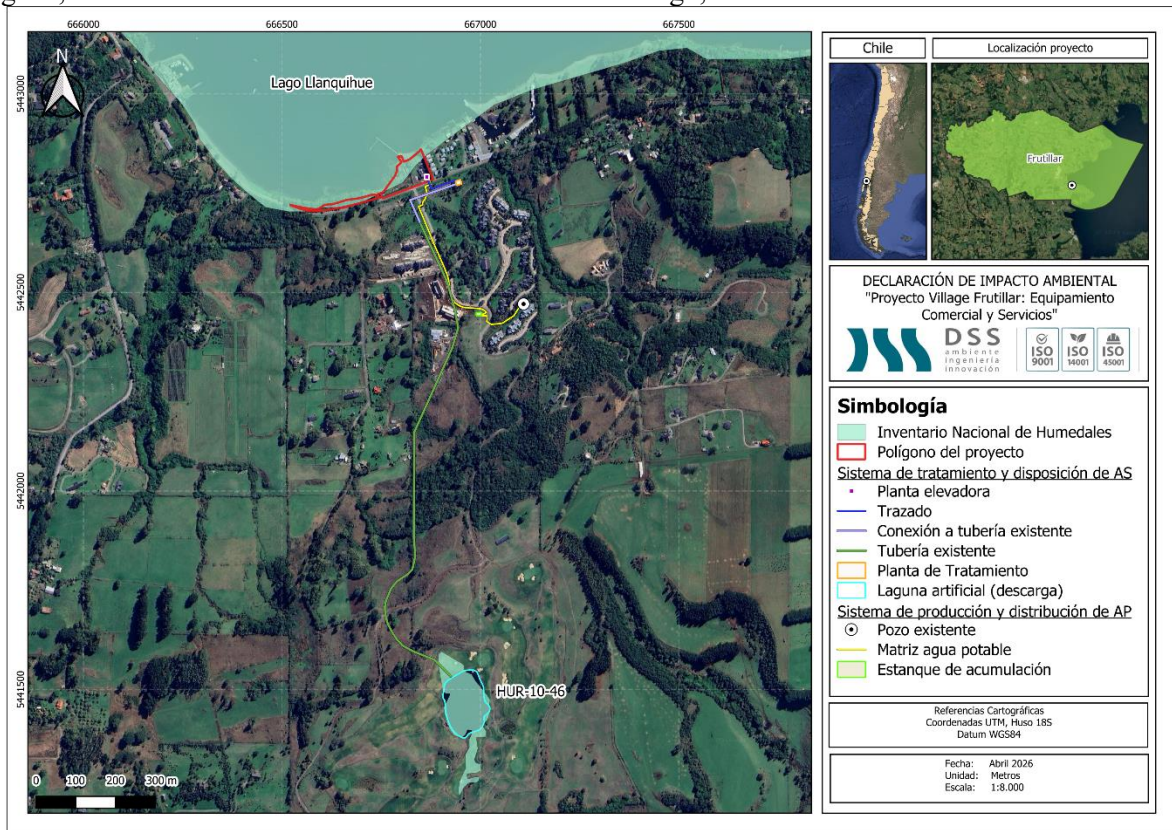 666000
666500
667000
667500
5443000
5442500
5442000
5441500
N
Lago Llanquihue
HUR-10-46
0 100 200 300 m
Chile
Localización proyecto
Frutillar
DECLARACIÓN DE IMPACTO AMBIENTAL
"Proyecto Village Frutillar: Equipamiento
Comercial y Servicios"
DSS
ambiente
ingeniería
innovación
ISO
9001
ISO
14001
ISO
45001
Simbología
Inventario Nacional de Humedales
Polígono del proyecto
Sistema de tratamiento y disposición de AS
Planta elevadora
Trazado
Conexión a tubería existente
Tubería existente
Planta de Tratamiento
Laguna artificial (descarga)
Sistema de producción y distribución de AP
Pozo existente
Matriz agua potable
Estanque de acumulación
Referencias Cartográficas
Coordenadas UTM, Huso 18S
Datum WGS84
Fecha: Abril 2026
Unidad: Metros
Escala: 1:8.000